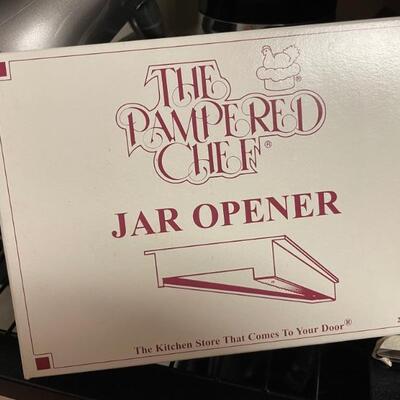 THE
PAMPERED
CHEF®
JAR OPENER
The Kitchen Store That Comes To Your Door®